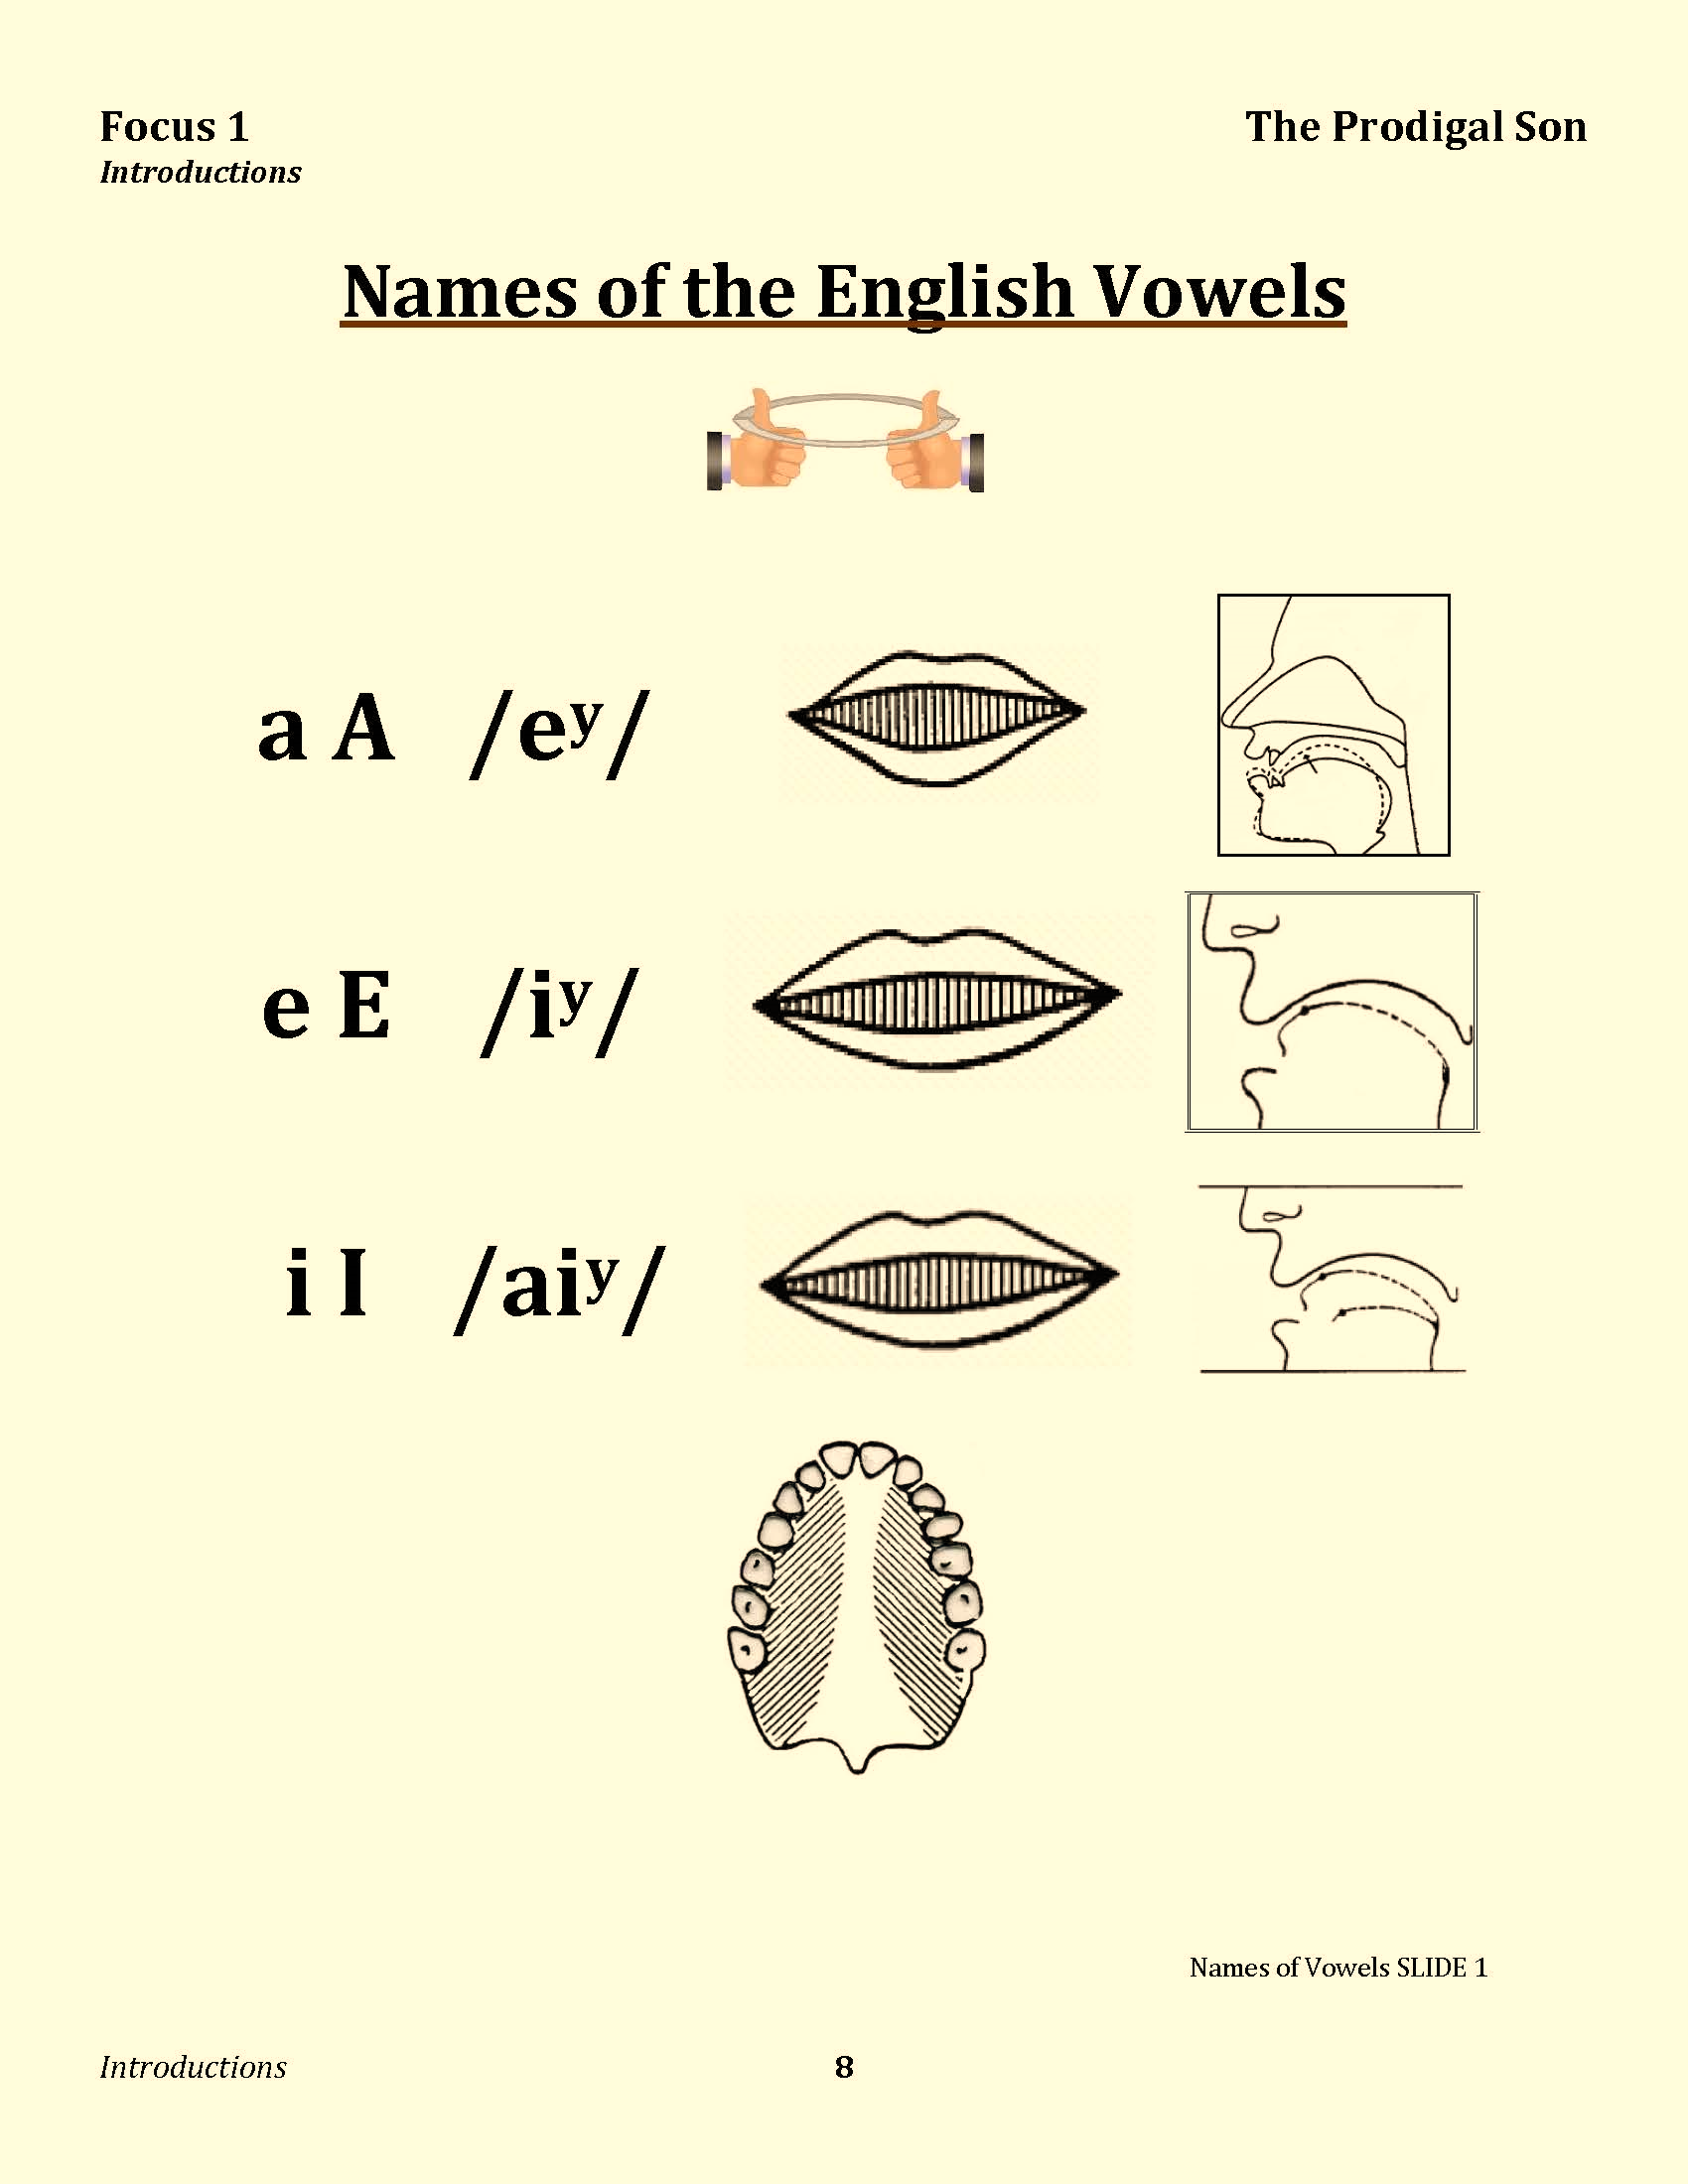 Focus 1
The Prodigal Son
Introductions
Names of the English Vowels
a A /eʸ/
e E /iʸ/
i I /aiʸ/
Names of Vowels SLIDE 1
Introductions
8